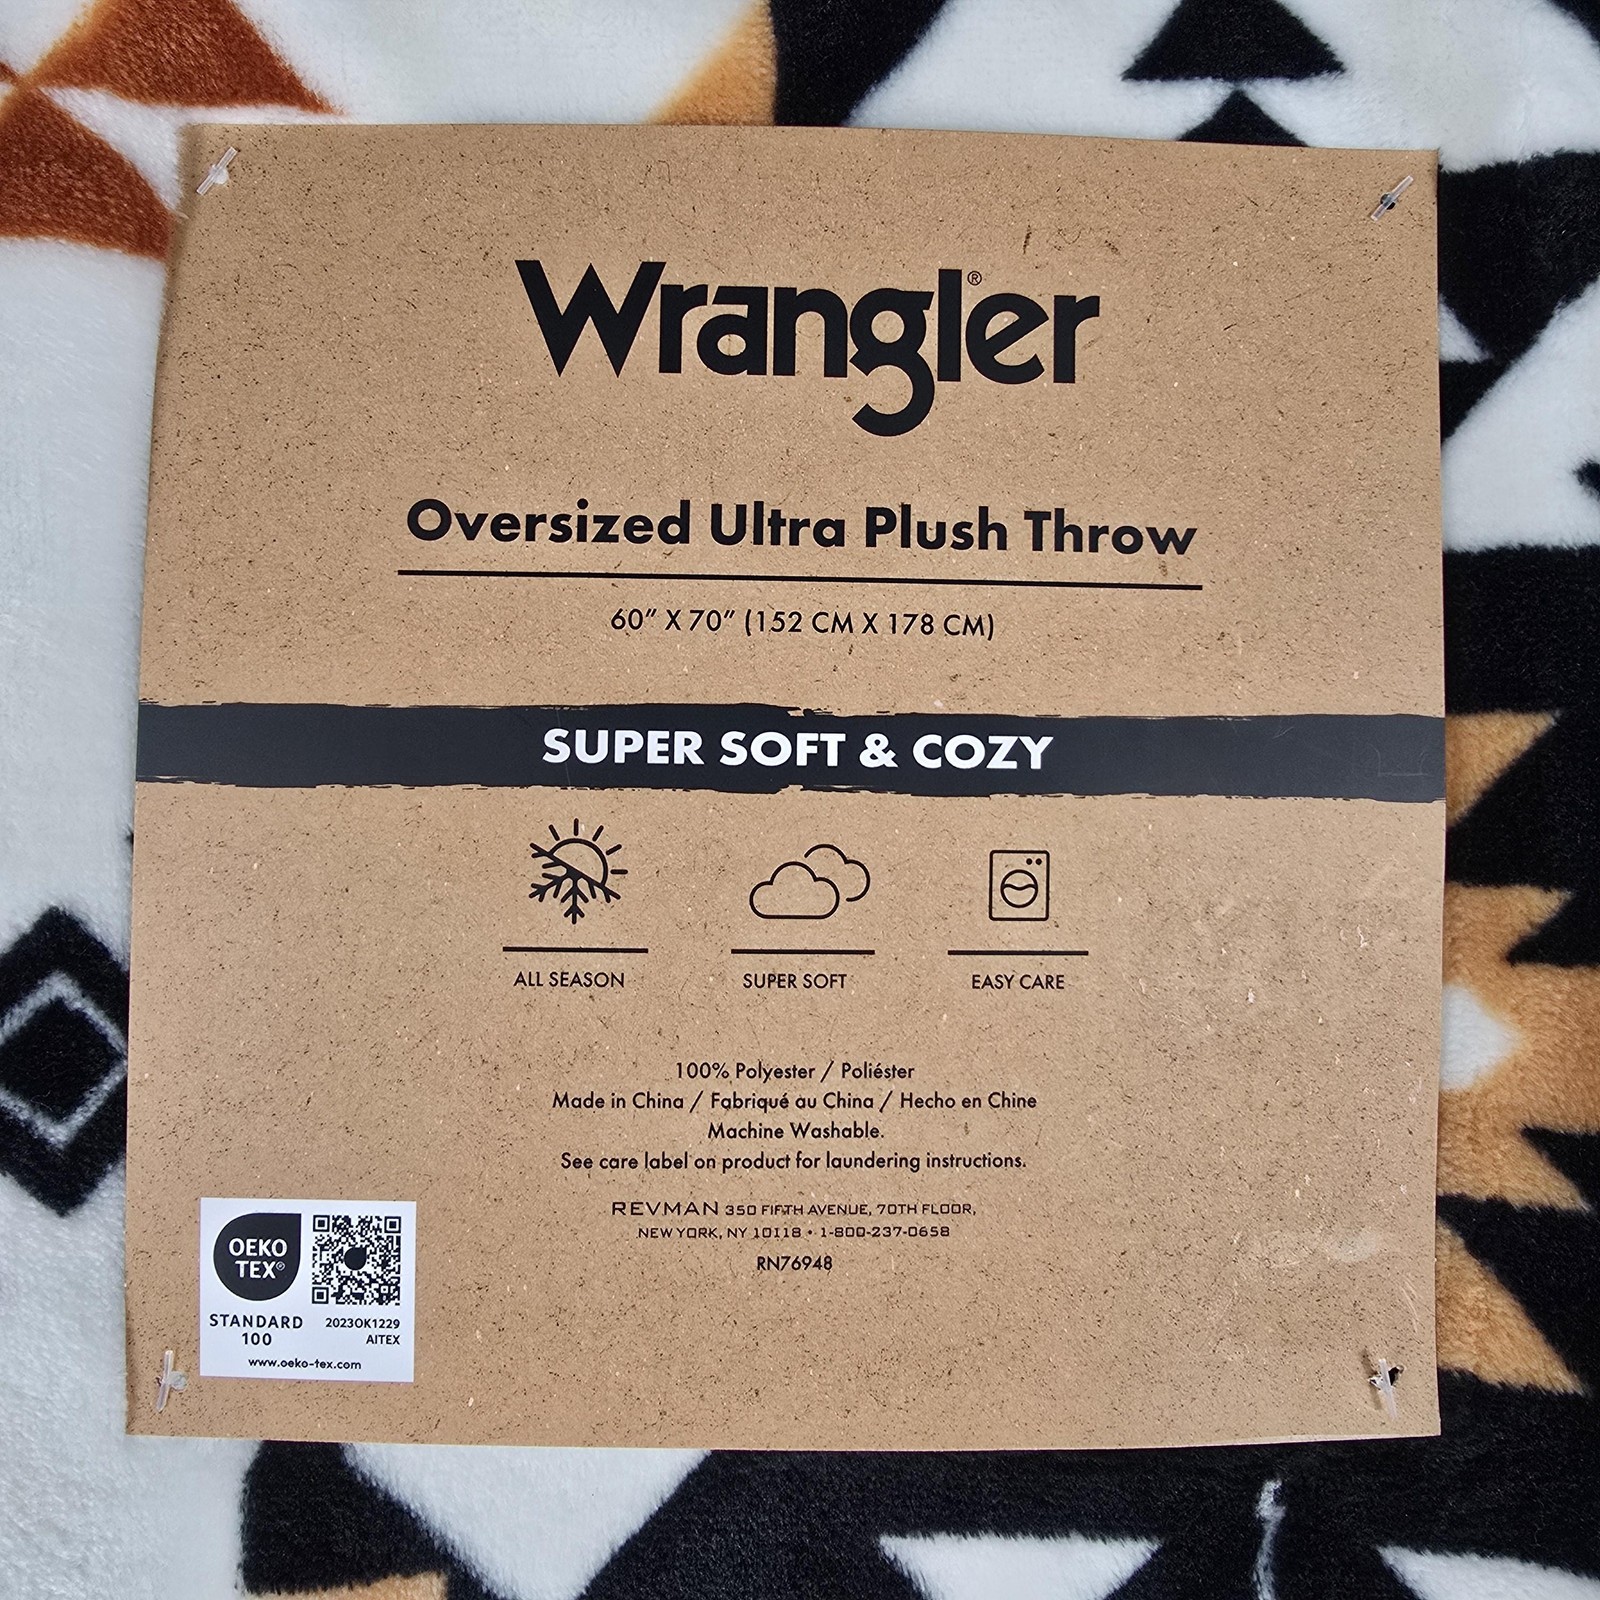 Wrangler®
Oversized Ultra Plush Throw
60” X 70” (152 CM X 178 CM)
SUPER SOFT & COZY
ALL SEASON
SUPER SOFT
EASY CARE
100% Polyester / Poliéster
Made in China / Fabriqué au China / Hecho en Chine
Machine Washable.
See care label on product for laundering instructions.
REVMAN 350 FIFTH AVENUE, 70TH FLOOR,
NEW YORK, NY 10118 • 1-800-237-0658
RN76948
OEKO
TEX®
STANDARD
100
2023OK1229
AITEX
www.oeko-tex.com